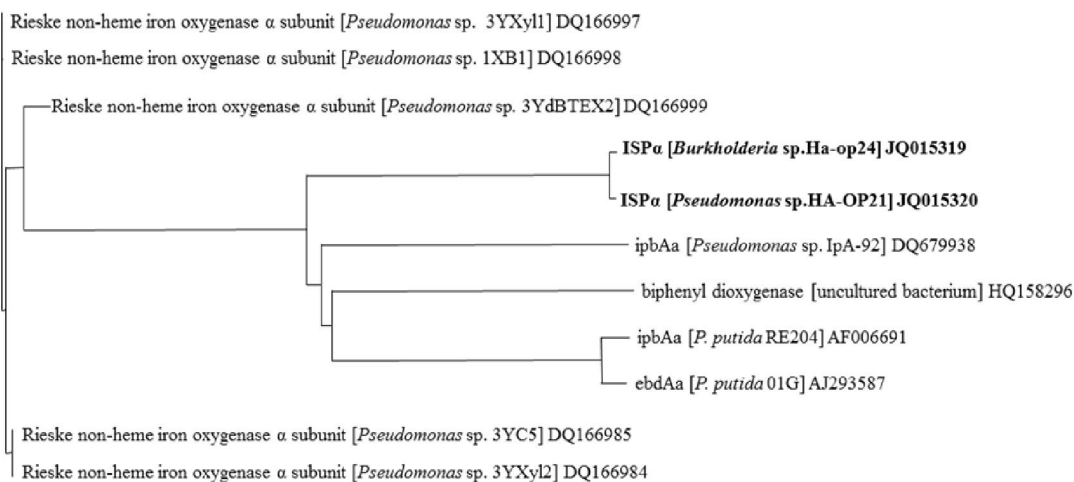 Rieske non-heme iron oxygenase α subunit [Pseudomonas sp. 3YXyl1] DQ166997
Rieske non-heme iron oxygenase α subunit [Pseudomonas sp. 1XB1] DQ166998
Rieske non-heme iron oxygenase α subunit [Pseudomonas sp. 3YdBTEX2] DQ166999
ISPα [Burkholderia sp.Ha-op24] JQ015319
ISPα [Pseudomonas sp.HA-OP21] JQ015320
ipbAa [Pseudomonas sp. IpA-92] DQ679938
biphenyl dioxygenase [uncultured bacterium] HQ158296
ipbAa [P. putida RE204] AF006691
ebdAa [P. putida 01G] AJ293587
Rieske non-heme iron oxygenase α subunit [Pseudomonas sp. 3YC5] DQ166985
Rieske non-heme iron oxygenase α subunit [Pseudomonas sp. 3YXyl2] DQ166984